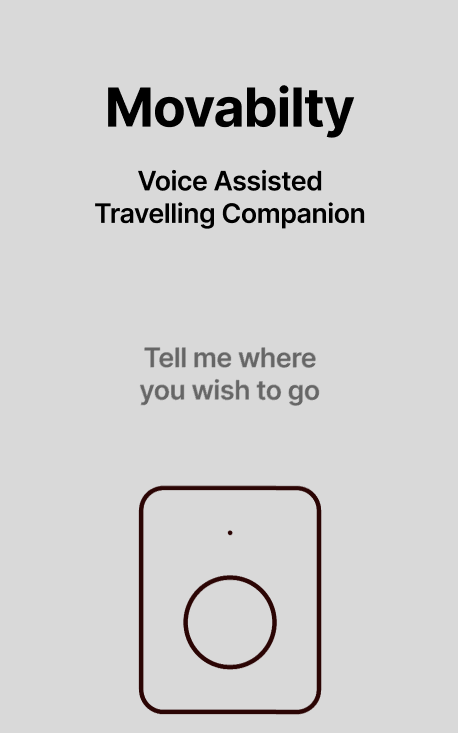 Movabilty
Voice Assisted
Travelling Companion
Tell me where
you wish to go